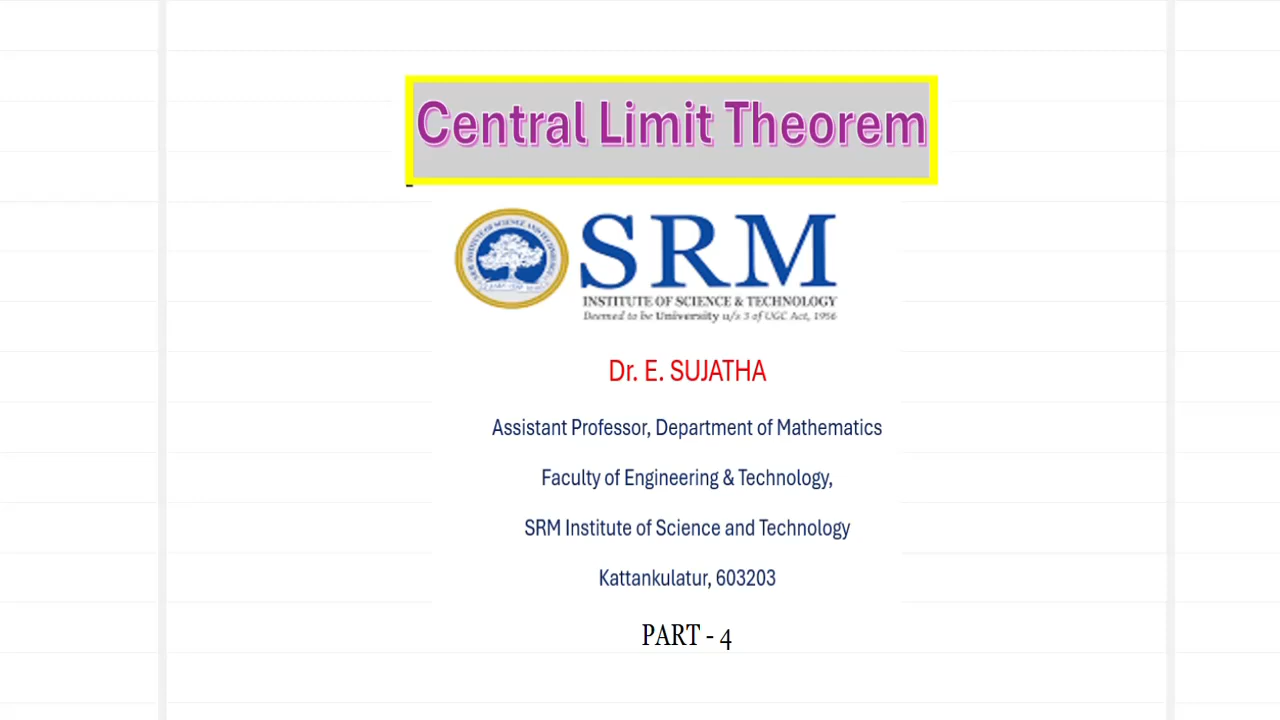 Central Limit Theorem
SRM
INSTITUTE OF SCIENCE & TECHNOLOGY
Deemed to be University u/s 3 of UGC Act, 1956
Dr. E. SUJATHA
Assistant Professor, Department of Mathematics
Faculty of Engineering & Technology,
SRM Institute of Science and Technology
Kattankulatur, 603203
PART - 4